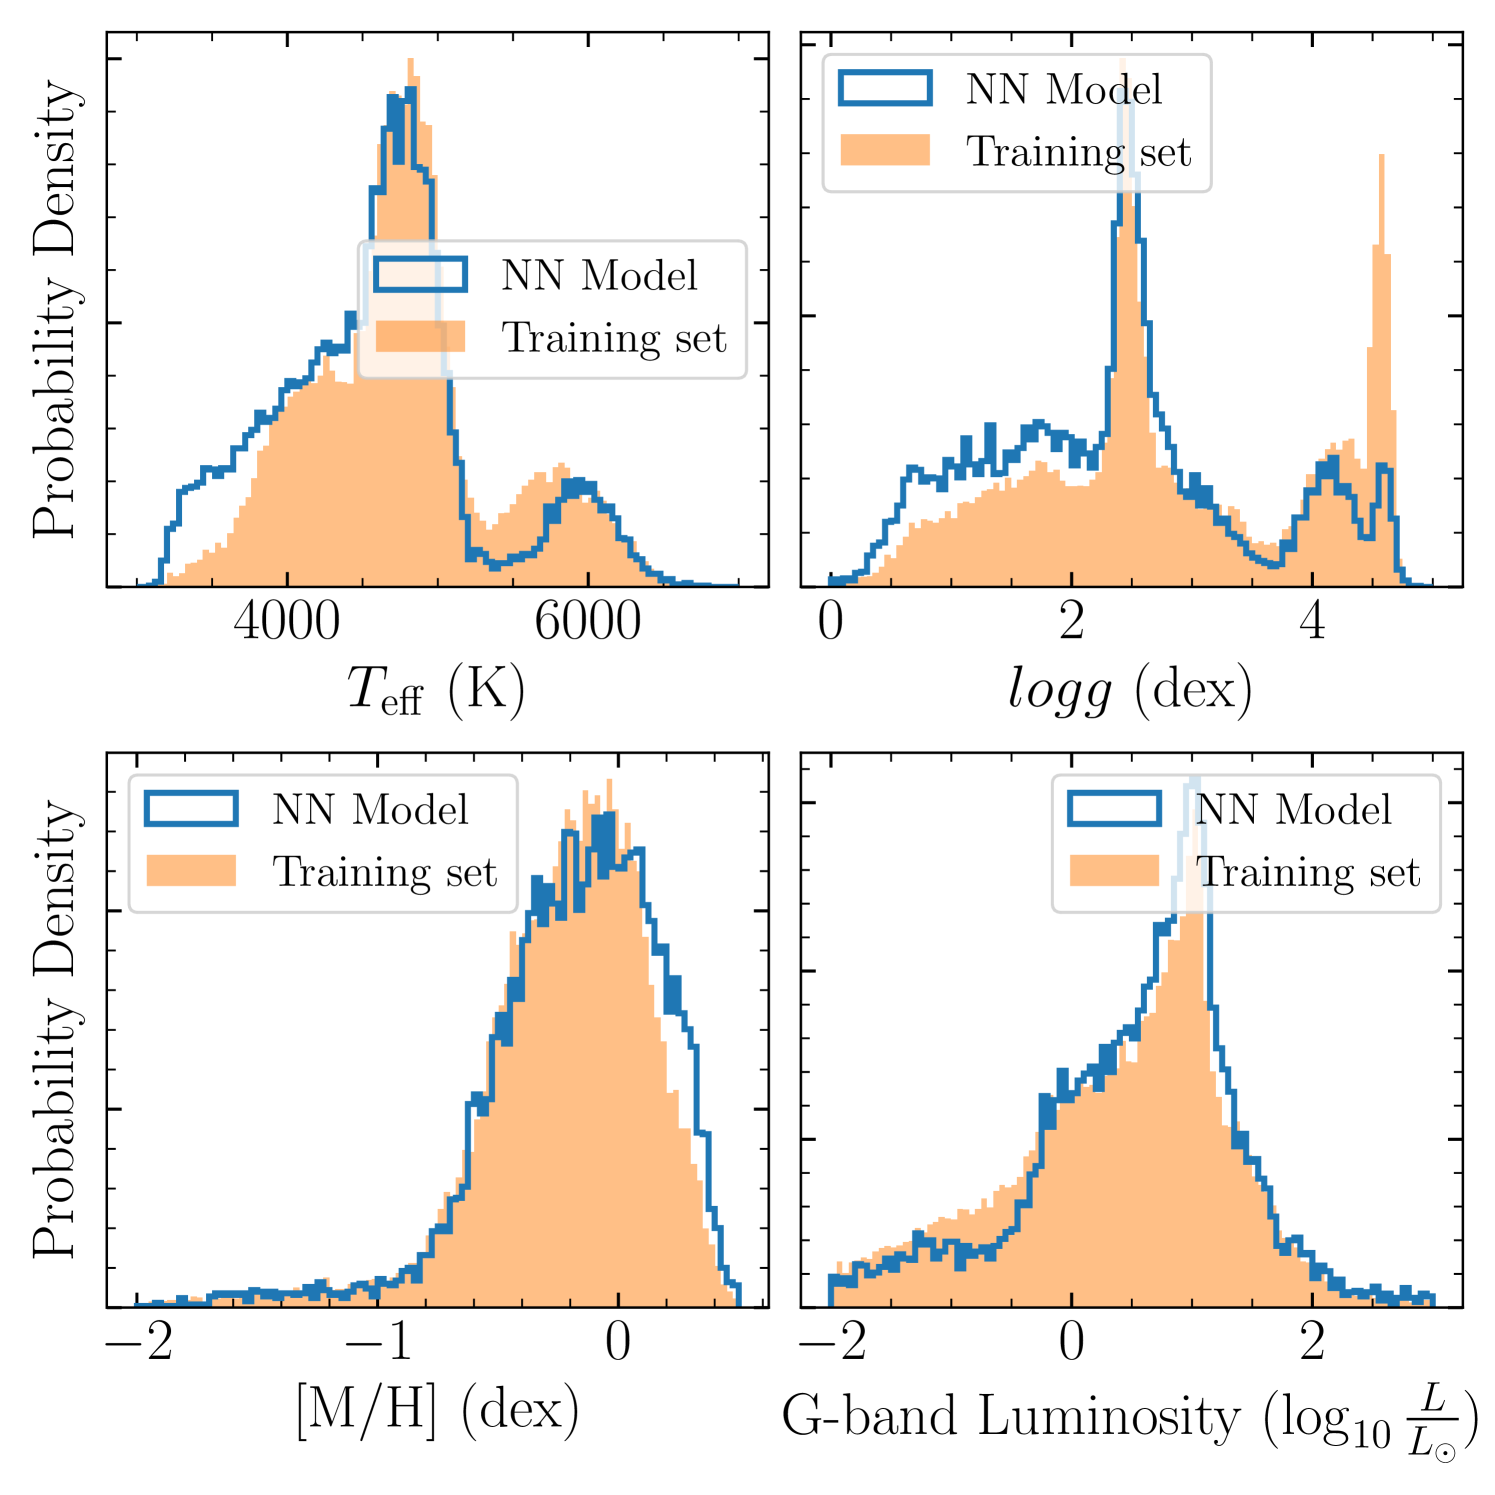 Probability Density
NN Model
Training set
4000 6000
T_eff (K)
NN Model
Training set
0 2 4
logg (dex)
Probability Density
NN Model
Training set
−2 −1 0
[M/H] (dex)
NN Model
Training set
−2 0 2
G-band Luminosity (log₁₀ L/L⊙)